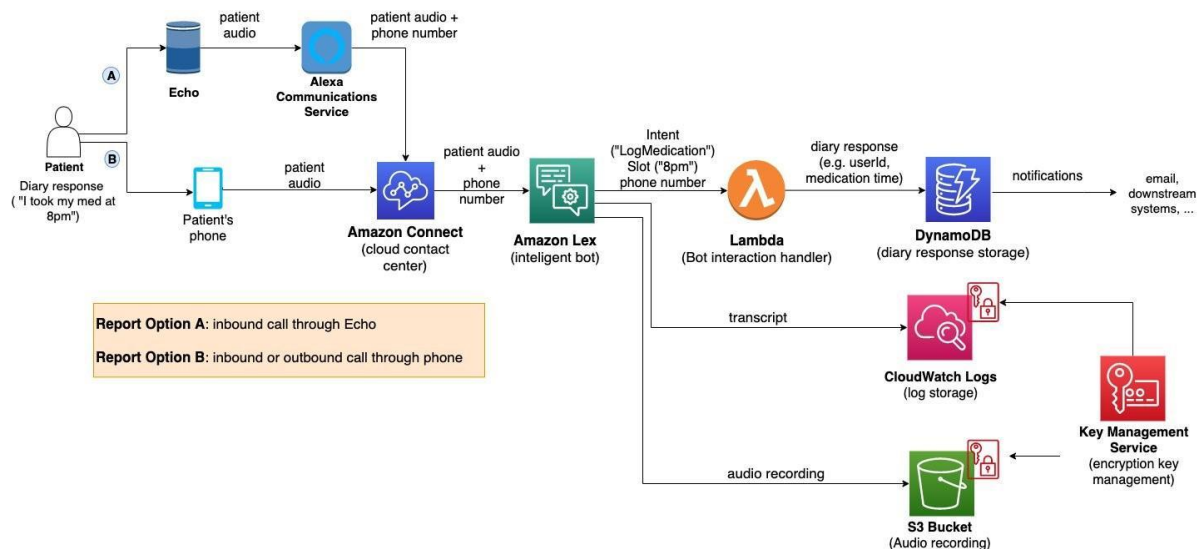 patient
audio
patient audio +
phone number
A
Echo
Alexa
Communications
Service
B
Patient
Diary response
( "I took my med at
8pm")
patient
audio
Patient's
phone
Amazon Connect
(cloud contact
center)
patient audio
+
phone
number
Amazon Lex
(inteligent bot)
Intent
("LogMedication")
Slot ("8pm")
phone number
Lambda
(Bot interaction handler)
diary response
(e.g. userId,
medication time)
DynamoDB
(diary response storage)
notifications
email,
downstream
systems, ...
Report Option A: inbound call through Echo
Report Option B: inbound or outbound call through phone
transcript
CloudWatch Logs
(log storage)
Key Management
Service
(encryption key
management)
audio recording
S3 Bucket
(Audio recording)